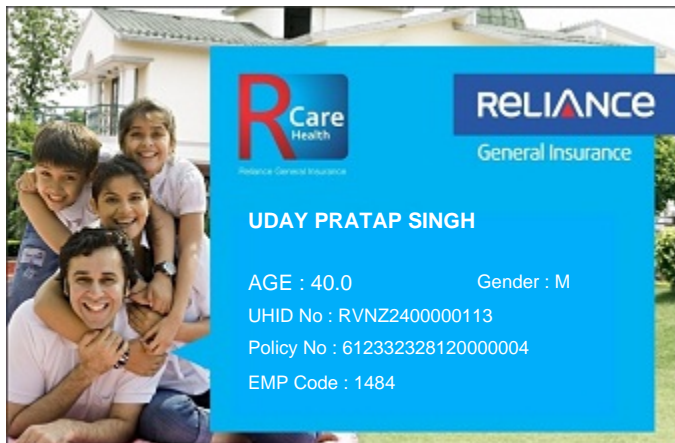 R Care
Health
Reliance General Insurance
RELIANCE
General Insurance
UDAY PRATAP SINGH
AGE : 40.0 Gender : M
UHID No : RVNZ2400000113
Policy No : 612332328120000004
EMP Code : 1484